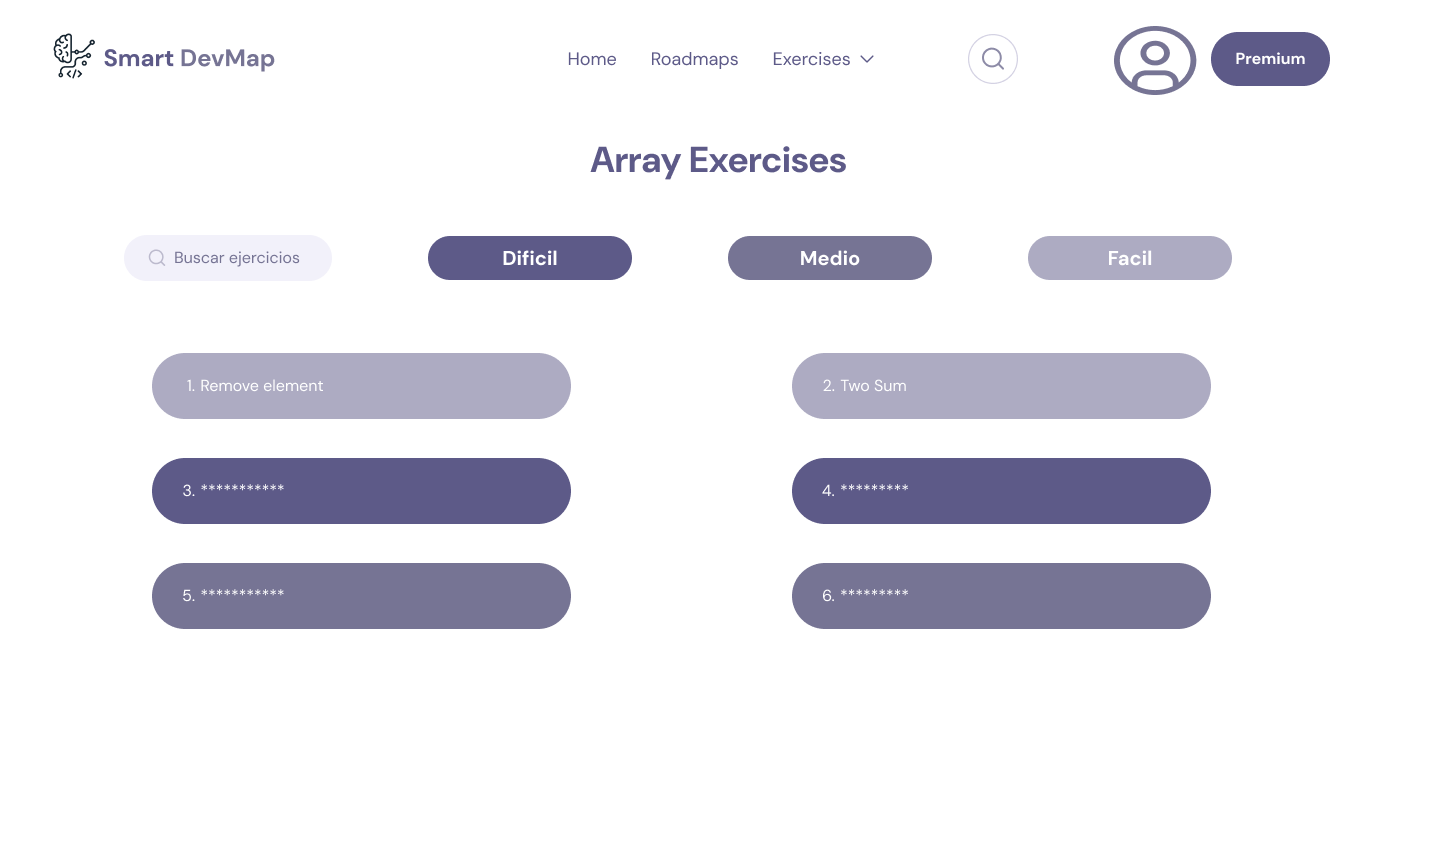 Smart DevMap
Home
Roadmaps
Exercises
Premium
Array Exercises
Buscar ejercicios
Dificil
Medio
Facil
1. Remove element
2. Two Sum
3. ***********
4. *********
5. ***********
6. *********